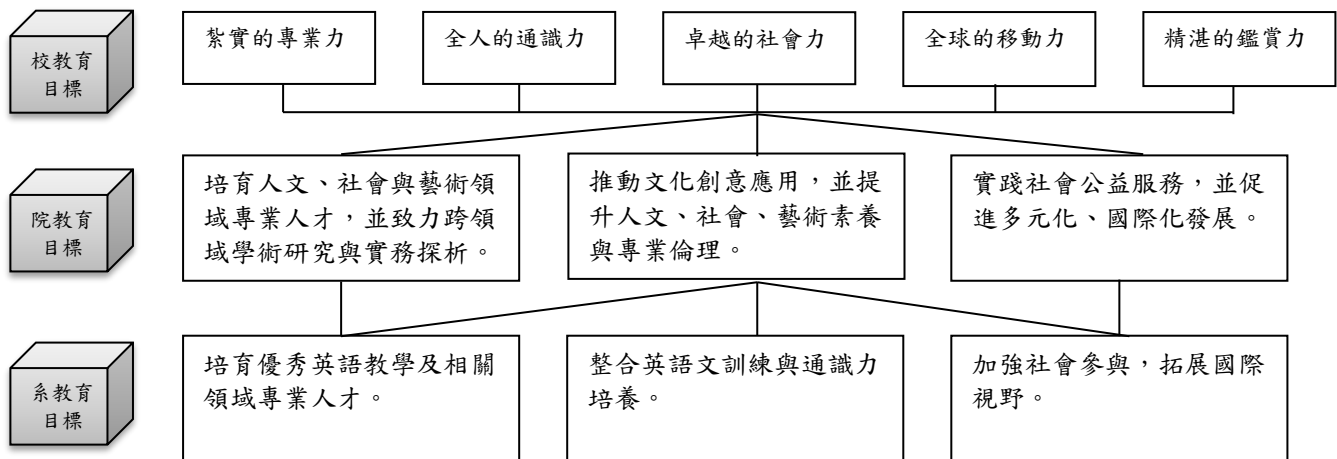 校教育
目標
紮實的專業力
全人的通識力
卓越的社會力
全球的移動力
精湛的鑑賞力
院教育
目標
培育人文、社會與藝術領
域專業人才，並致力跨領
域學術研究與實務探析。
推動文化創意應用，並提
升人文、社會、藝術素養
與專業倫理。
實踐社會公益服務，並促
進多元化、國際化發展。
系教育
目標
培育優秀英語教學及相關
領域專業人才。
整合英語文訓練與通識力
培養。
加強社會參與，拓展國際
視野。